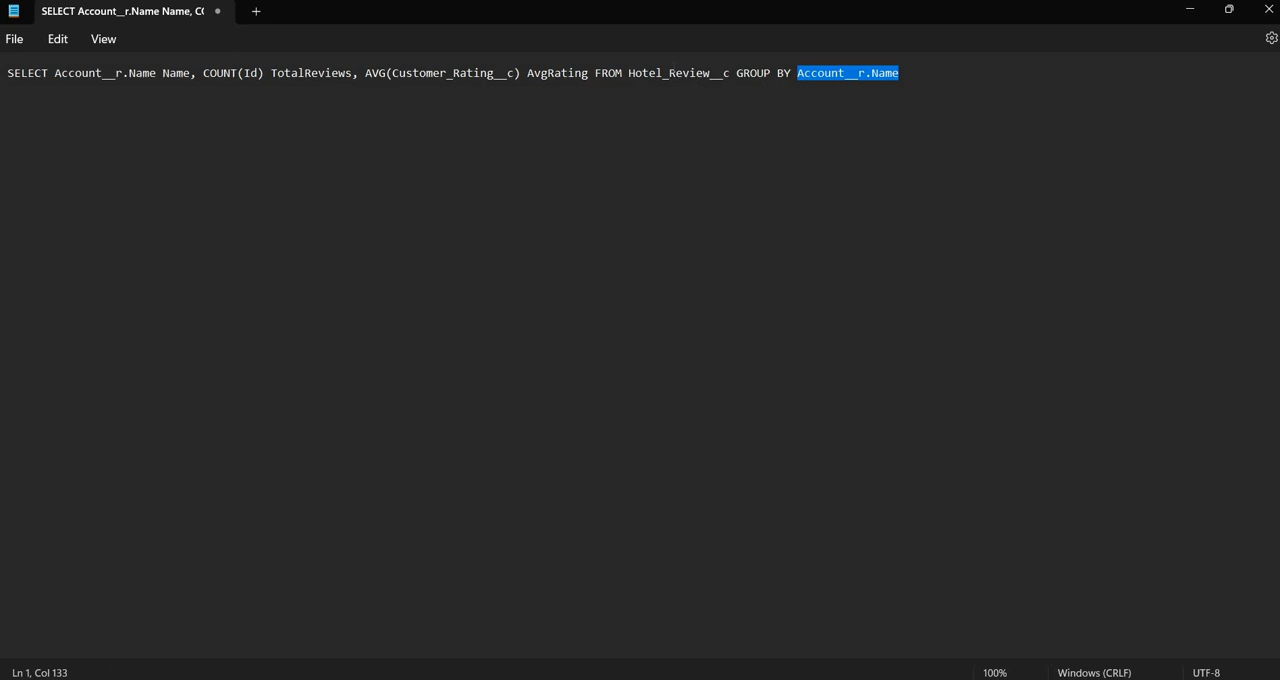 SELECT Account__r.Name Name, C(
File Edit View
SELECT Account__r.Name Name, COUNT(Id) TotalReviews, AVG(Customer_Rating__c) AvgRating FROM Hotel_Review__c GROUP BY Account__r.Name
Ln 1, Col 133 100% Windows (CRLF) UTF-8